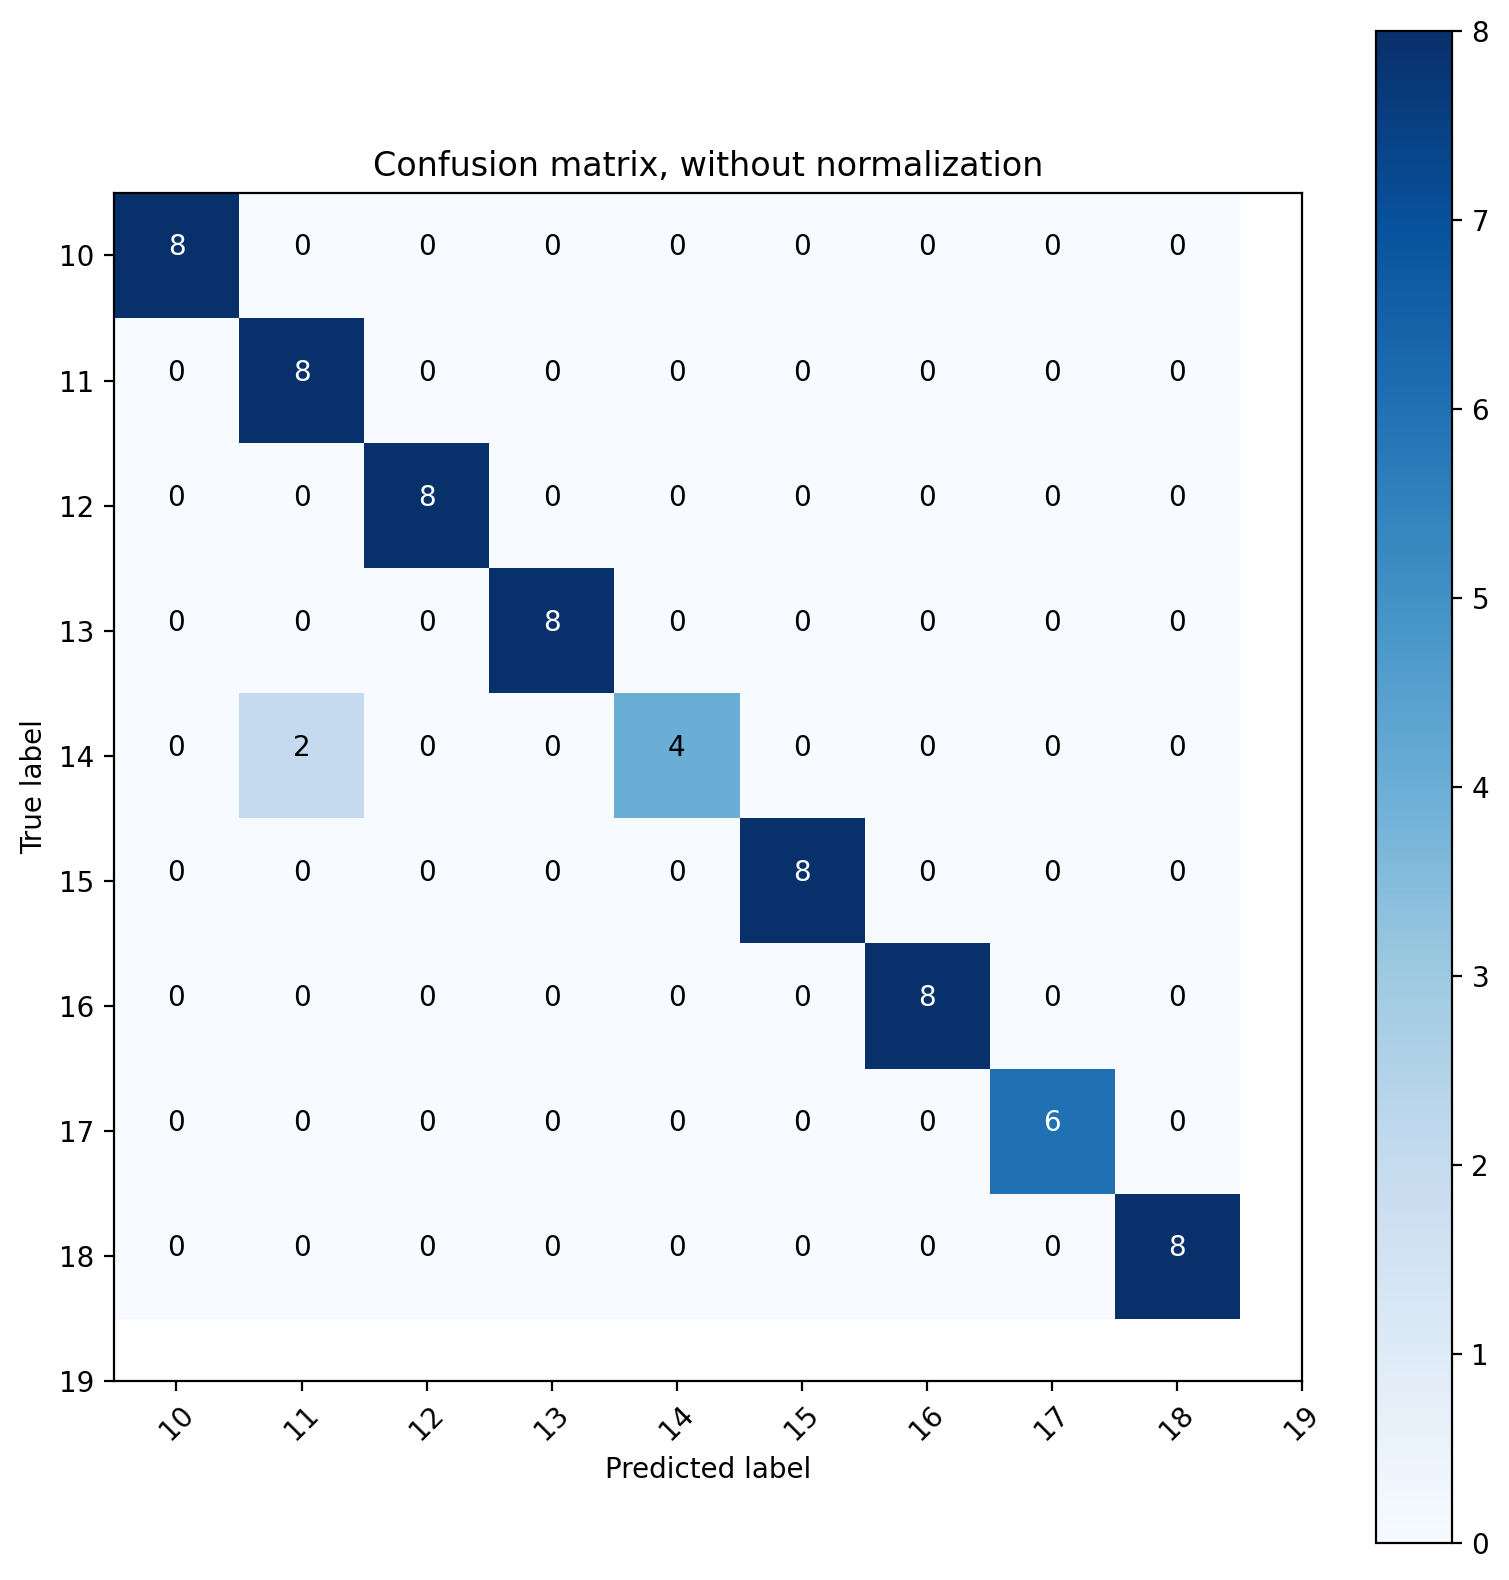 Confusion matrix, without normalization
10 8 0 0 0 0 0 0 0 0
11 0 8 0 0 0 0 0 0 0
12 0 0 8 0 0 0 0 0 0
13 0 0 0 8 0 0 0 0 0
14 0 2 0 0 4 0 0 0 0
15 0 0 0 0 0 8 0 0 0
16 0 0 0 0 0 0 8 0 0
17 0 0 0 0 0 0 0 6 0
18 0 0 0 0 0 0 0 0 8
19
True label
10 11 12 13 14 15 16 17 18 19
Predicted label
8
7
6
5
4
3
2
1
0